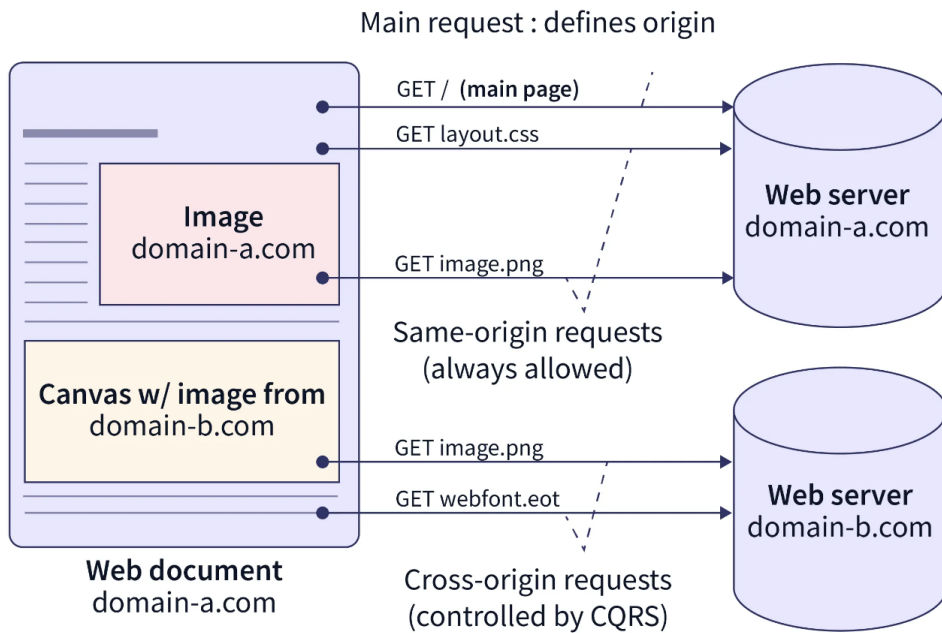 Main request : defines origin
GET / (main page)
GET layout.css
Image
domain-a.com
GET image.png
Web server
domain-a.com
Same-origin requests
(always allowed)
Canvas w/ image from
domain-b.com
GET image.png
GET webfont.eot
Web server
domain-b.com
Web document
domain-a.com
Cross-origin requests
(controlled by CQRS)